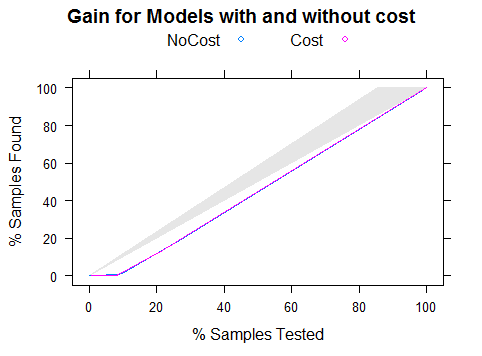 Gain for Models with and without cost
NoCost Cost
% Samples Found
100
80
60
40
20
0
0 20 40 60 80 100
% Samples Tested